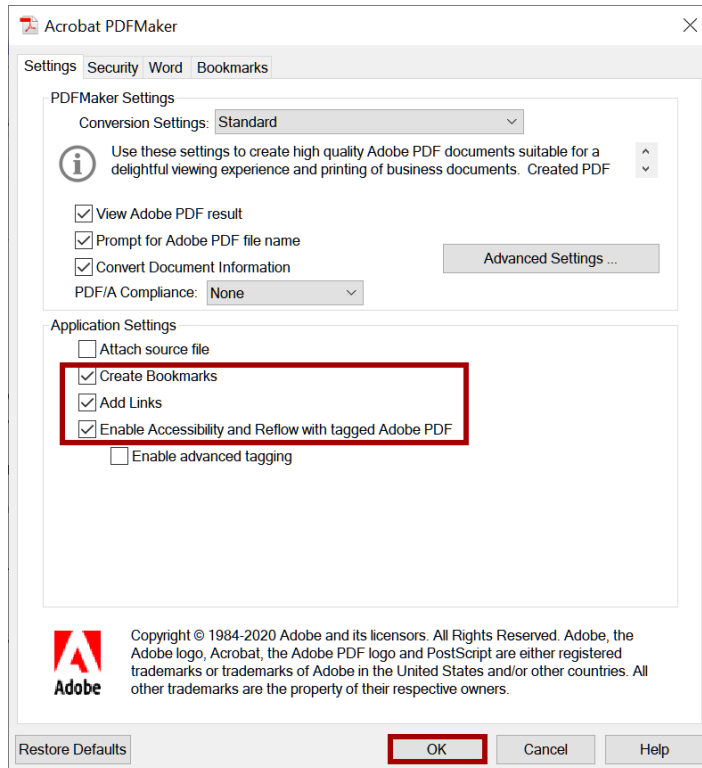 Acrobat PDFMaker
Settings Security Word Bookmarks
PDFMaker Settings
Conversion Settings: Standard
Use these settings to create high quality Adobe PDF documents suitable for a
delightful viewing experience and printing of business documents. Created PDF
View Adobe PDF result
Prompt for Adobe PDF file name
Convert Document Information
Advanced Settings ...
PDF/A Compliance: None
Application Settings
Attach source file
Create Bookmarks
Add Links
Enable Accessibility and Reflow with tagged Adobe PDF
Enable advanced tagging
Copyright © 1984-2020 Adobe and its licensors. All Rights Reserved. Adobe, the
Adobe logo, Acrobat, the Adobe PDF logo and PostScript are either registered
trademarks or trademarks of Adobe in the United States and/or other countries. All
other trademarks are the property of their respective owners.
Adobe
Restore Defaults OK Cancel Help